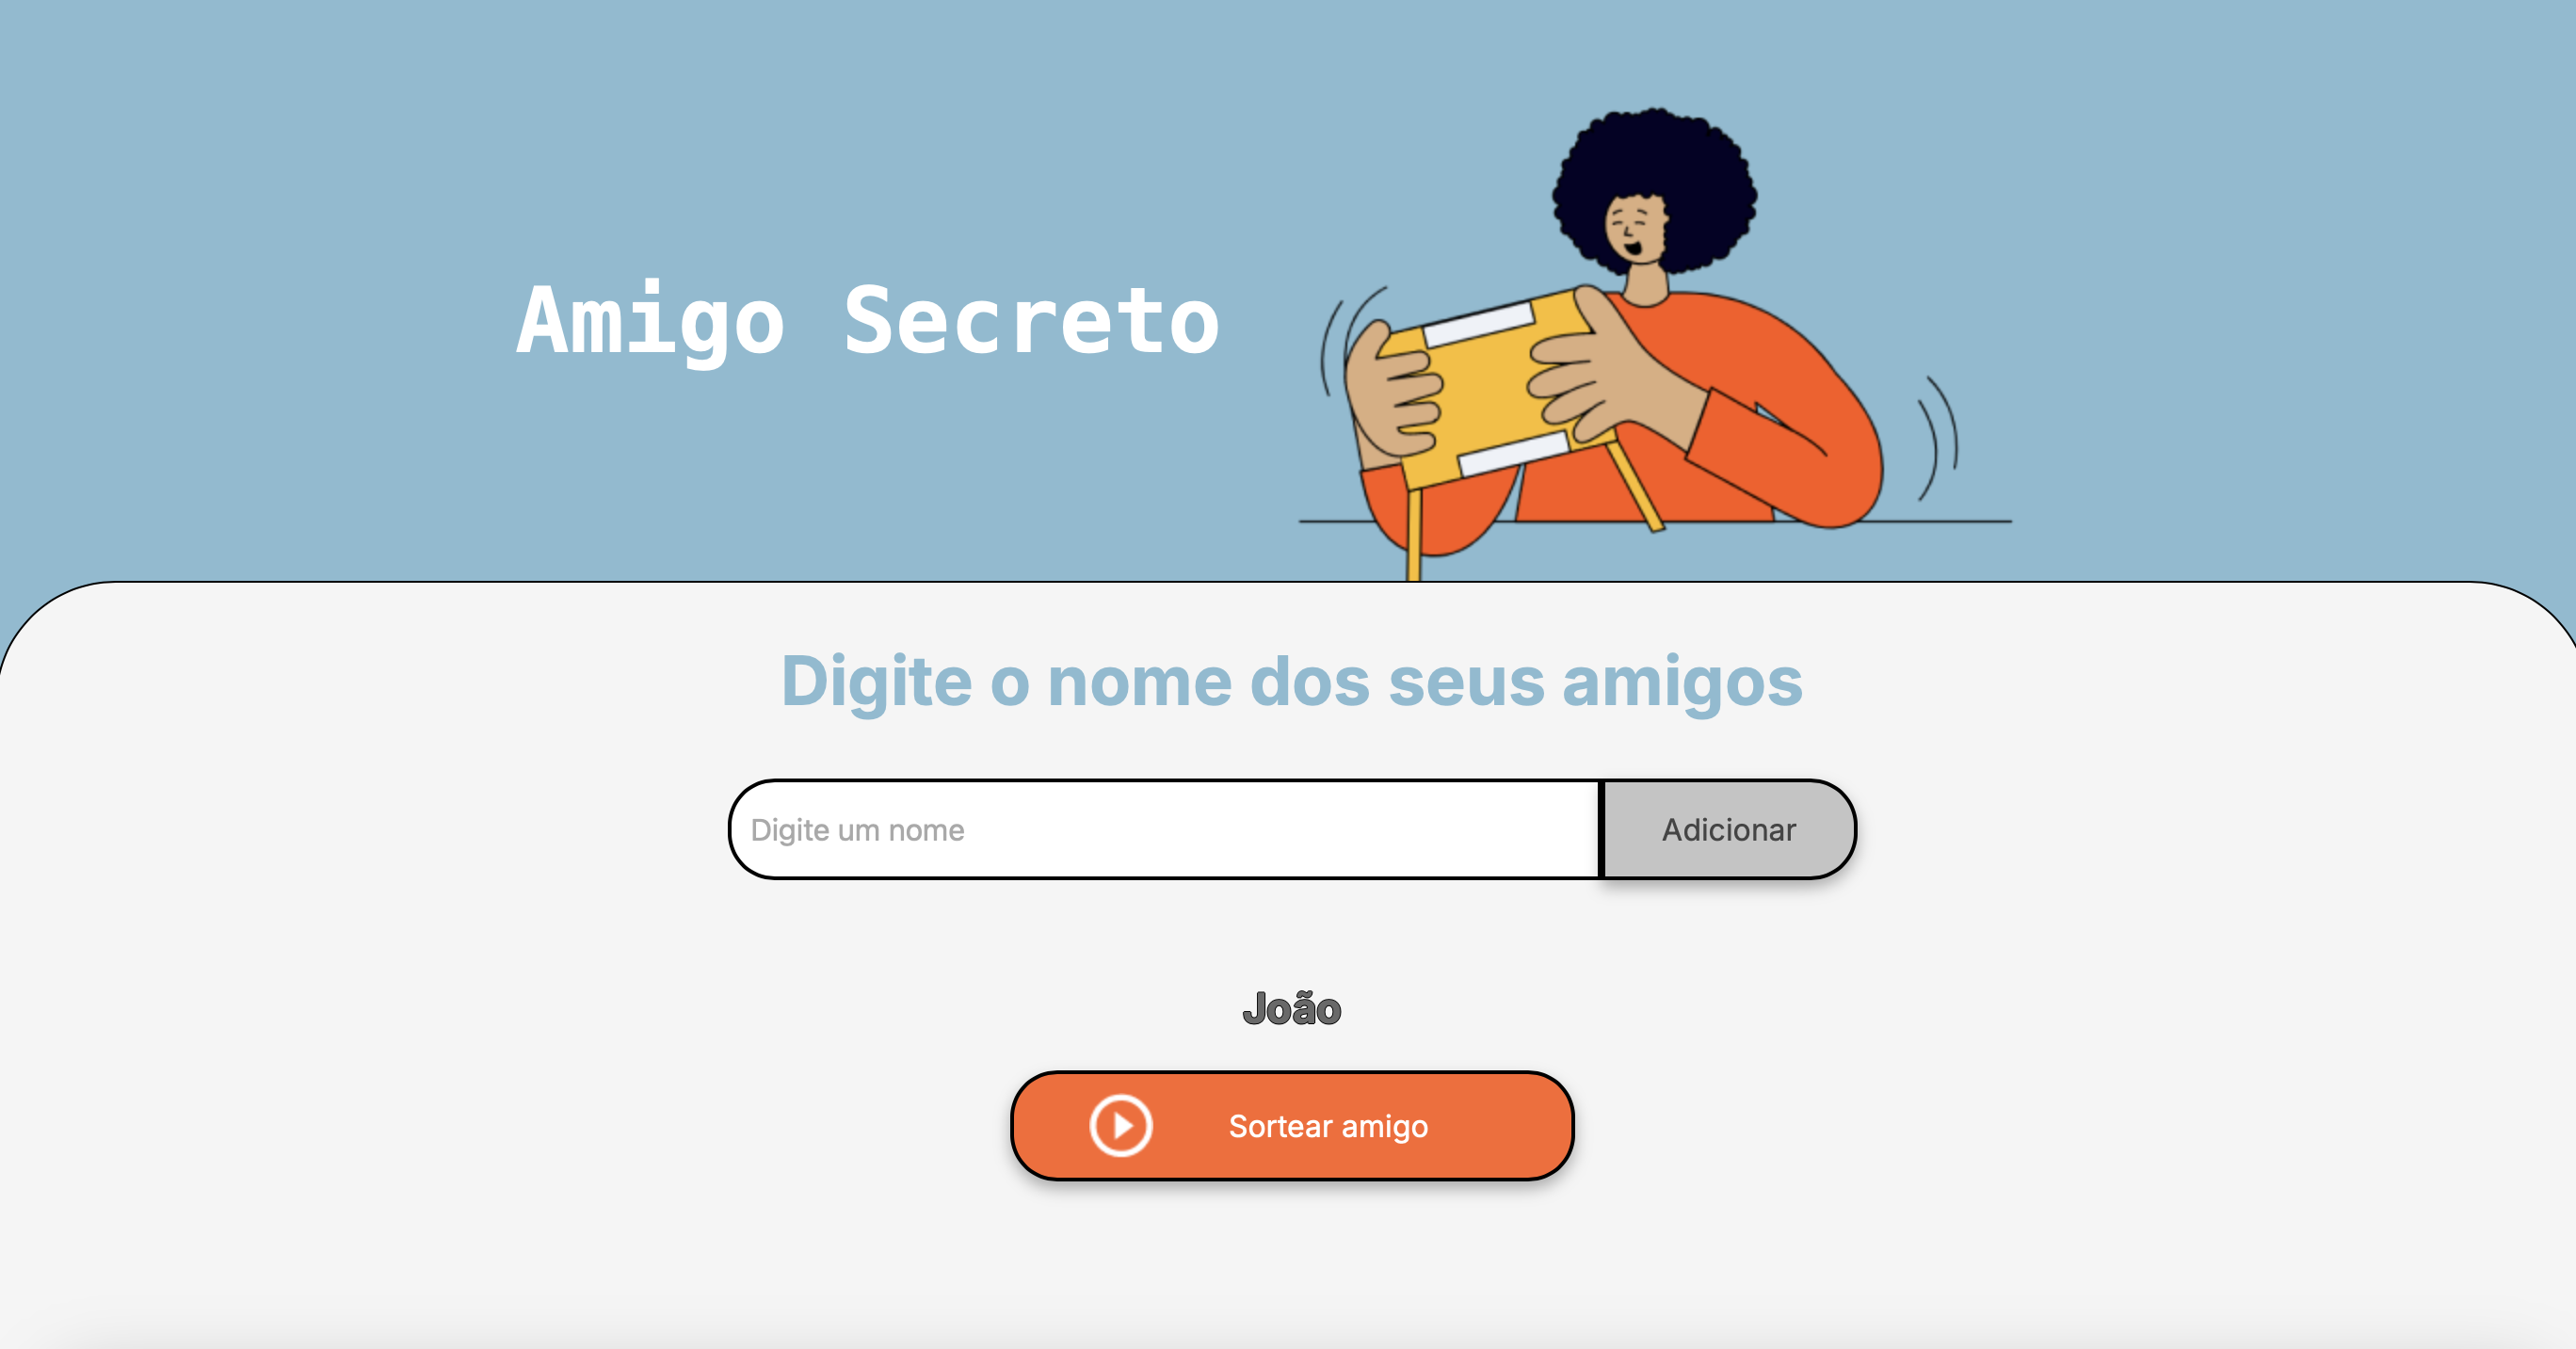 Amigo Secreto
Digite o nome dos seus amigos
Digite um nome
Adicionar
João
Sortear amigo